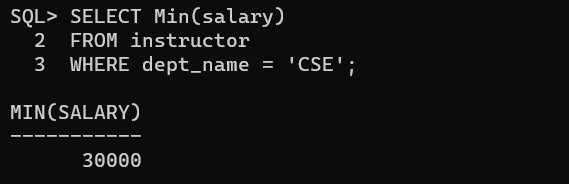 SQL> SELECT Min(salary)
  2  FROM instructor
  3  WHERE dept_name = 'CSE';
MIN(SALARY)
-----------
      30000